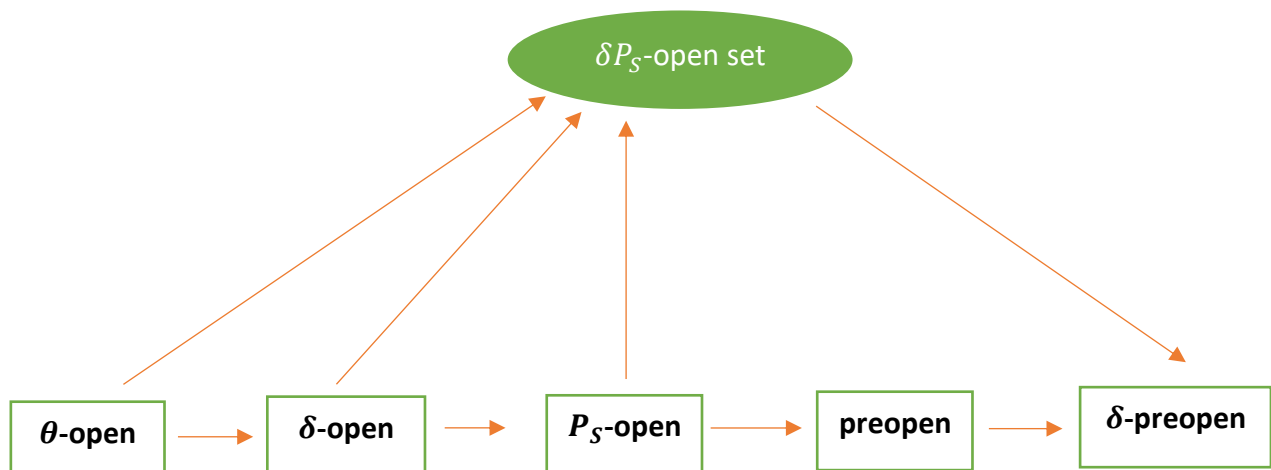 δP_S-open set
θ-open
δ-open
P_S-open
preopen
δ-preopen